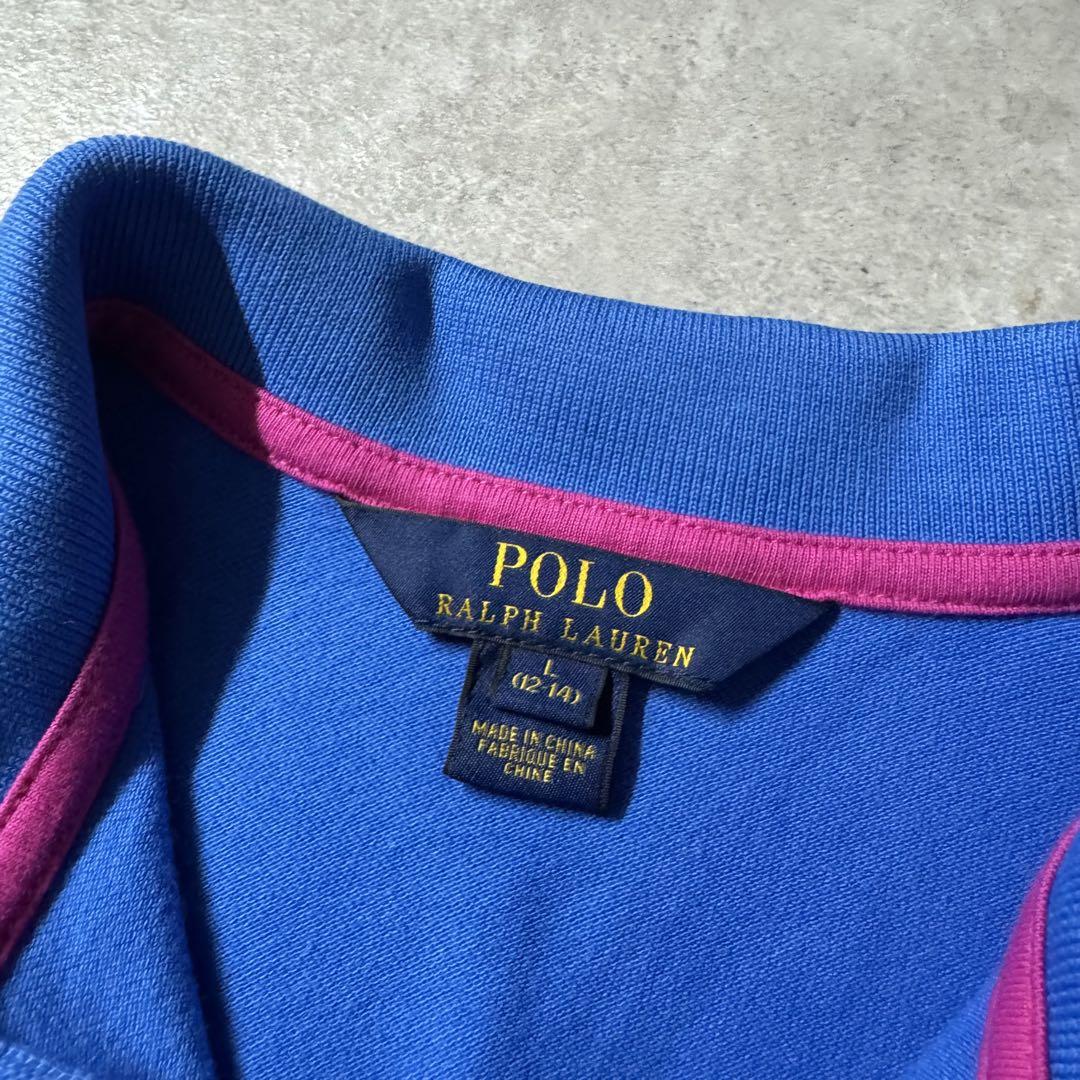 POLO
RALPH LAUREN
L
(12-14)
MADE IN CHINA
FABRIQUE EN
CHINE